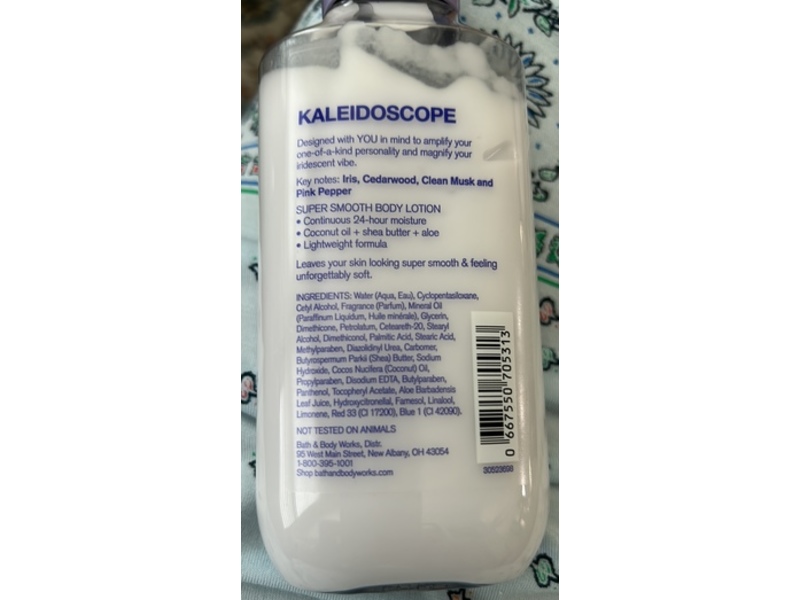 KALEIDOSCOPE
Designed with YOU in mind to amplify your
one-of-a-kind personality and magnify your
iridescent vibe.
Key notes: Iris, Cedarwood, Clean Musk and
Pink Pepper
SUPER SMOOTH BODY LOTION
• Continuous 24-hour moisture
• Coconut oil + shea butter + aloe
• Lightweight formula
Leaves your skin looking super smooth & feeling
unforgettably soft.
INGREDIENTS: Water (Aqua, Eau), Cyclopentasiloxane,
Cetyl Alcohol, Fragrance (Parfum), Mineral Oil
(Paraffinum Liquidum, Huile minérale), Glycerin,
Dimethicone, Petrolatum, Ceteareth-20, Stearyl
Alcohol, Dimethiconol, Palmitic Acid, Stearic Acid,
Methylparaben, Diazolidinyl Urea, Carbomer,
Butyrospermum Parkii (Shea) Butter, Sodium
Hydroxide, Cocos Nucifera (Coconut) Oil,
Propylparaben, Disodium EDTA, Butylparaben,
Panthenol, Tocopheryl Acetate, Aloe Barbadensis
Leaf Juice, Hydroxycitronellal, Farnesol, Linalool,
Limonene, Red 33 (CI 17200), Blue 1 (CI 42090).
NOT TESTED ON ANIMALS
Bath & Body Works, Distr.
95 West Main Street, New Albany, OH 43054
1-800-395-1001
Shop bathandbodyworks.com
0 667550 705313
30523698